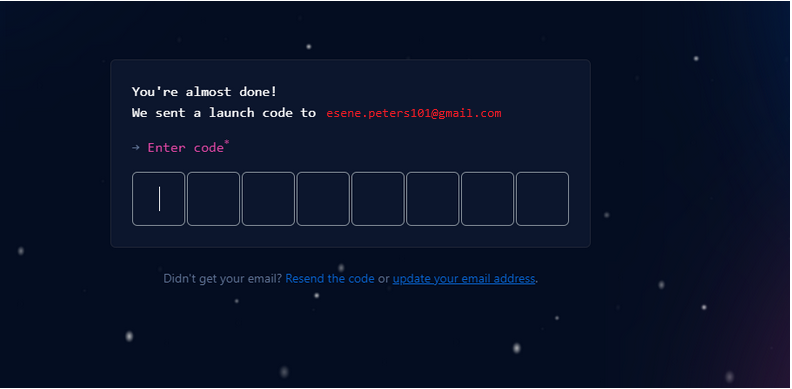 You're almost done!
We sent a launch code to esene.peters101@gmail.com
→ Enter code*
Didn't get your email? Resend the code or update your email address.